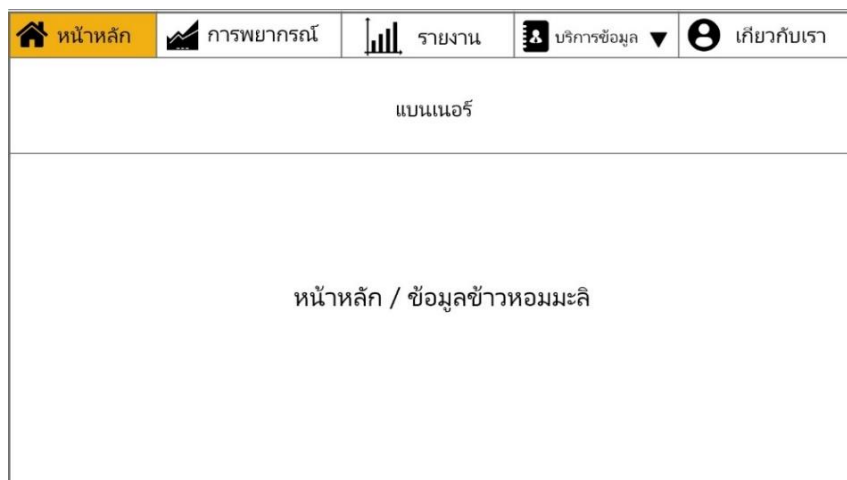 หน้าหลัก การพยากรณ์ รายงาน บริการข้อมูล ▼ เกี่ยวกับเรา
แบนเนอร์
หน้าหลัก / ข้อมูลข้าวหอมมะลิ